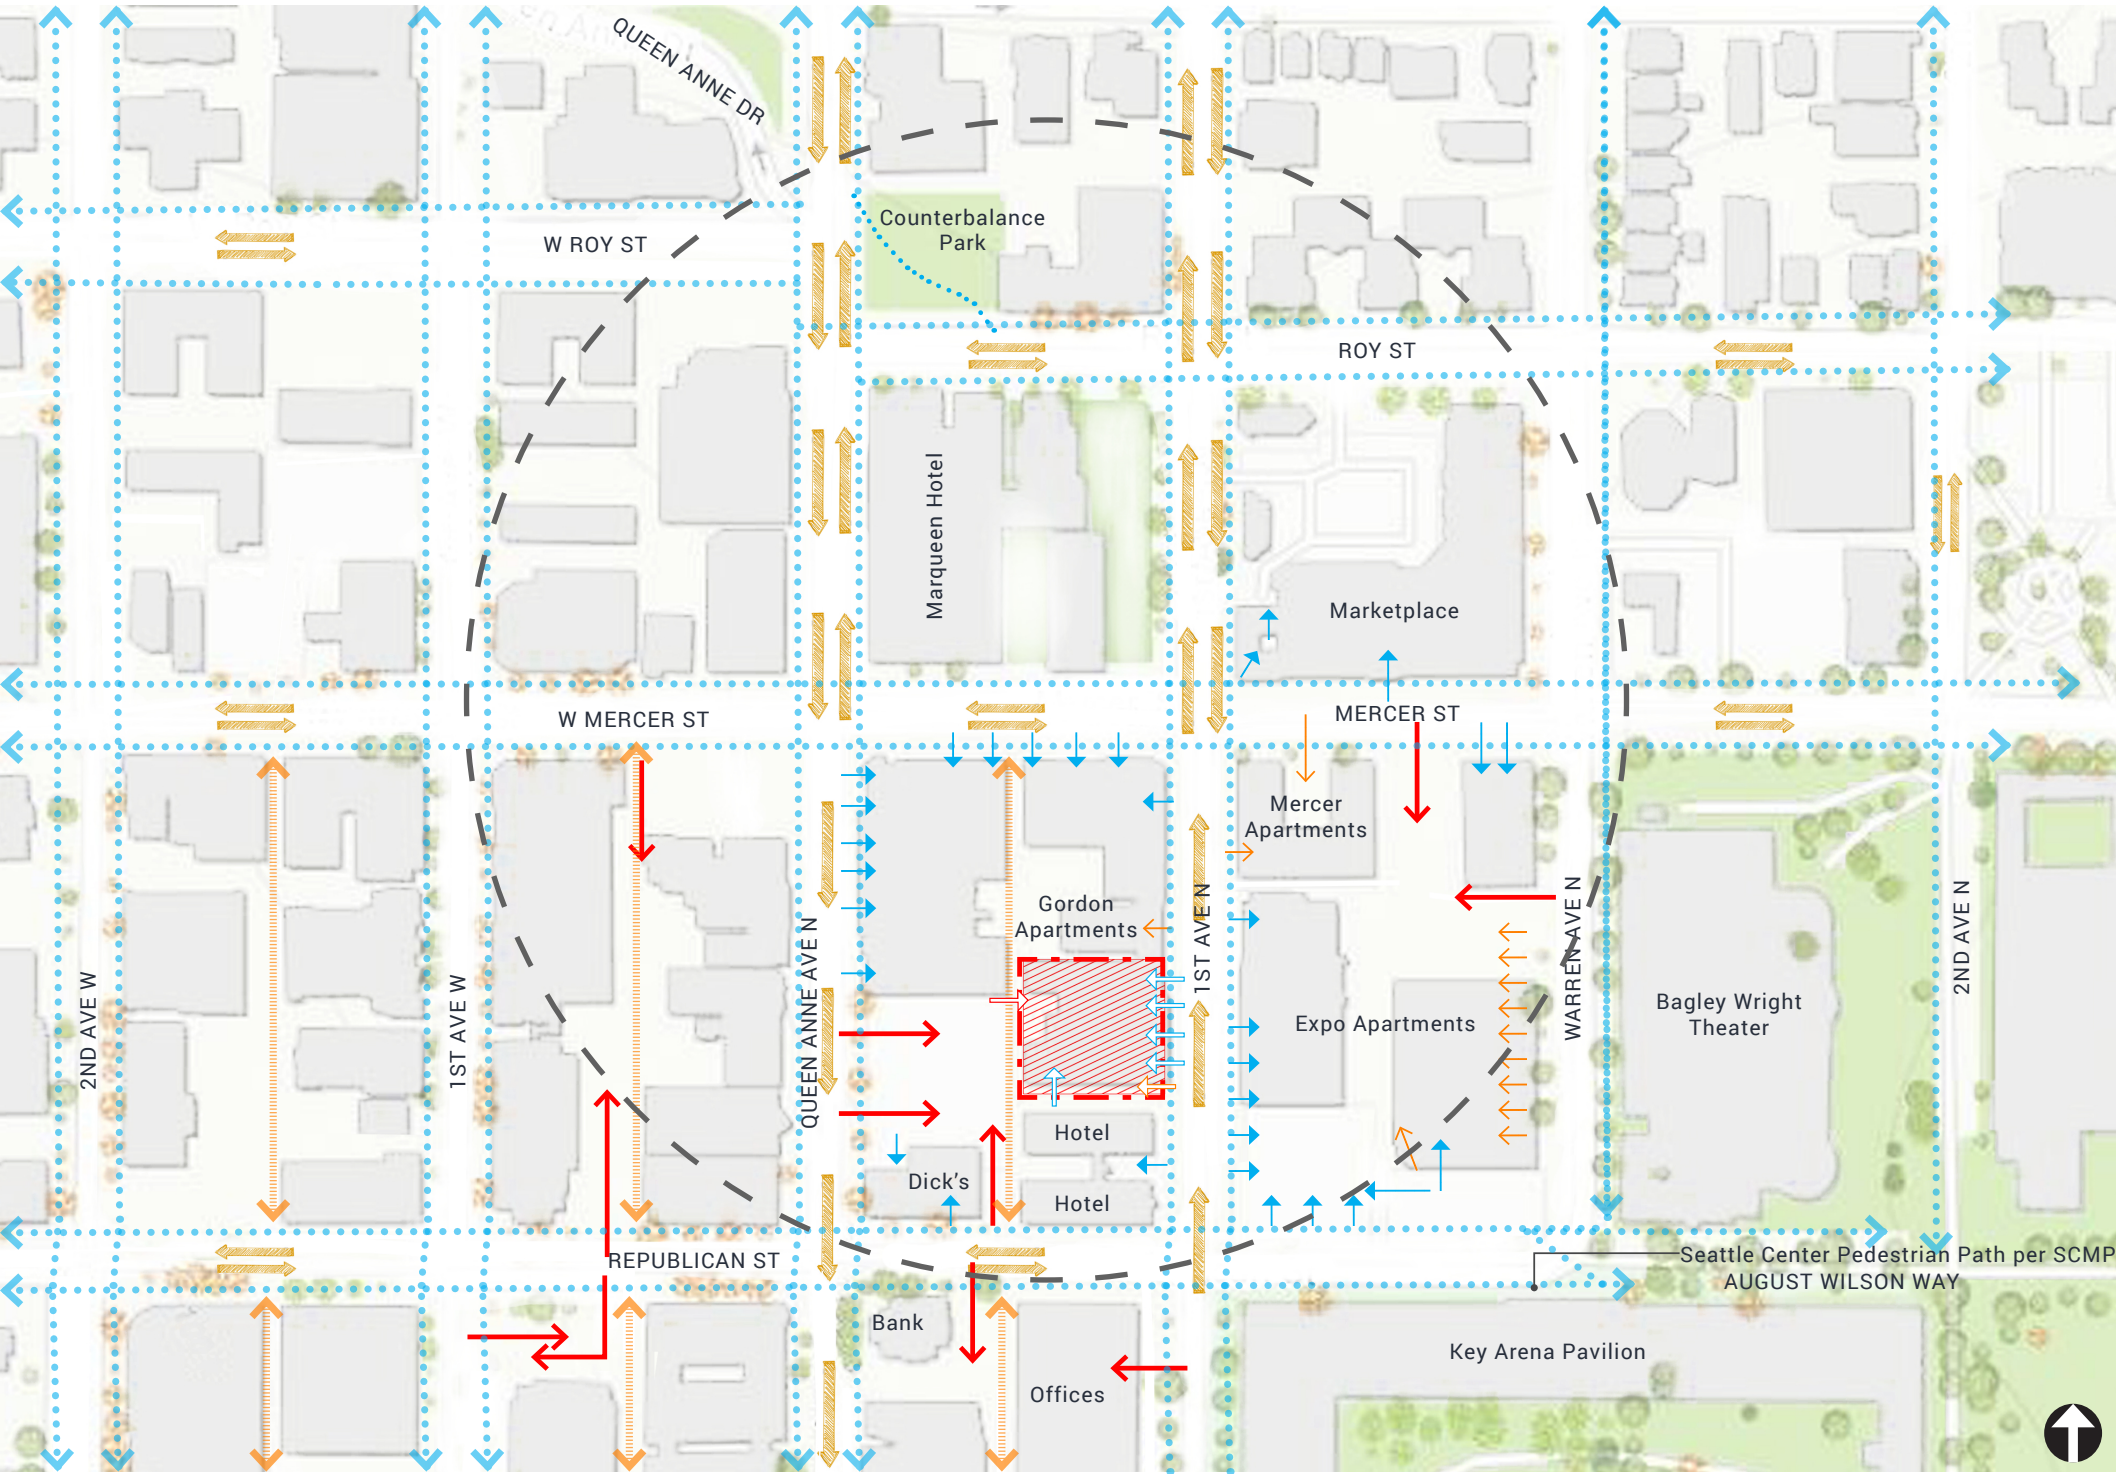 QUEEN ANNE DR
Counterbalance
Park
W ROY ST
ROY ST
Marqueen Hotel
Marketplace
W MERCER ST
MERCER ST
Mercer
Apartments
Gordon
Apartments
2ND AVE W
1ST AVE W
QUEEN ANNE AVE N
1ST AVE N
WARREN AVE N
2ND AVE N
Expo Apartments
Bagley Wright
Theater
Hotel
Dick's
Hotel
REPUBLICAN ST
Seattle Center Pedestrian Path per SCMP
AUGUST WILSON WAY
Bank
Key Arena Pavilion
Offices